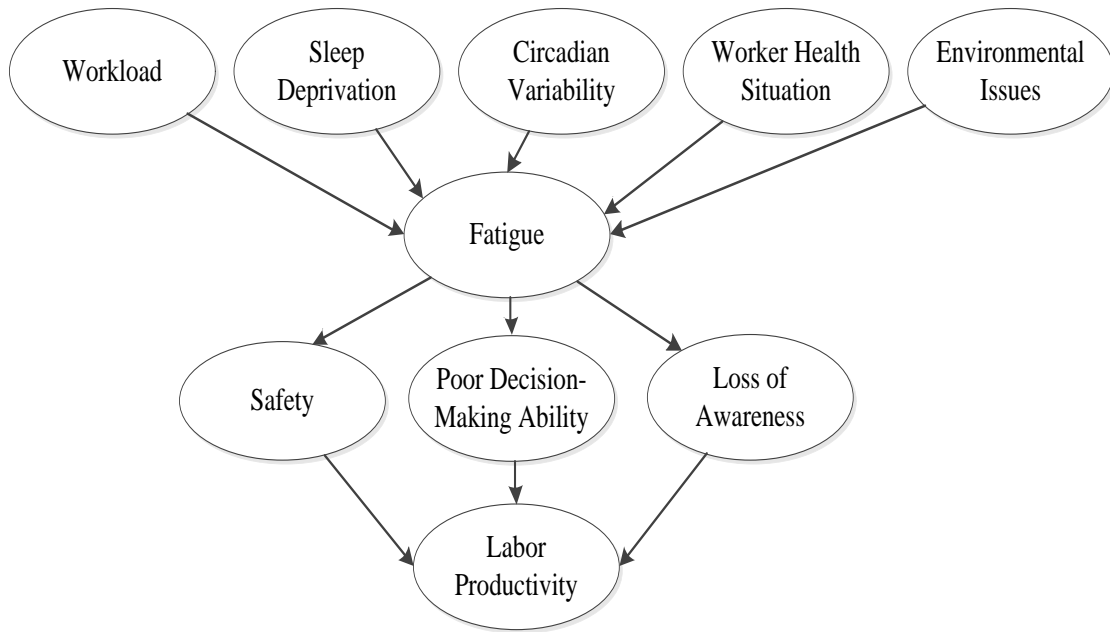 Workload
Sleep
Deprivation
Circadian
Variability
Worker Health
Situation
Environmental
Issues
Fatigue
Safety
Poor Decision-
Making Ability
Loss of
Awareness
Labor
Productivity